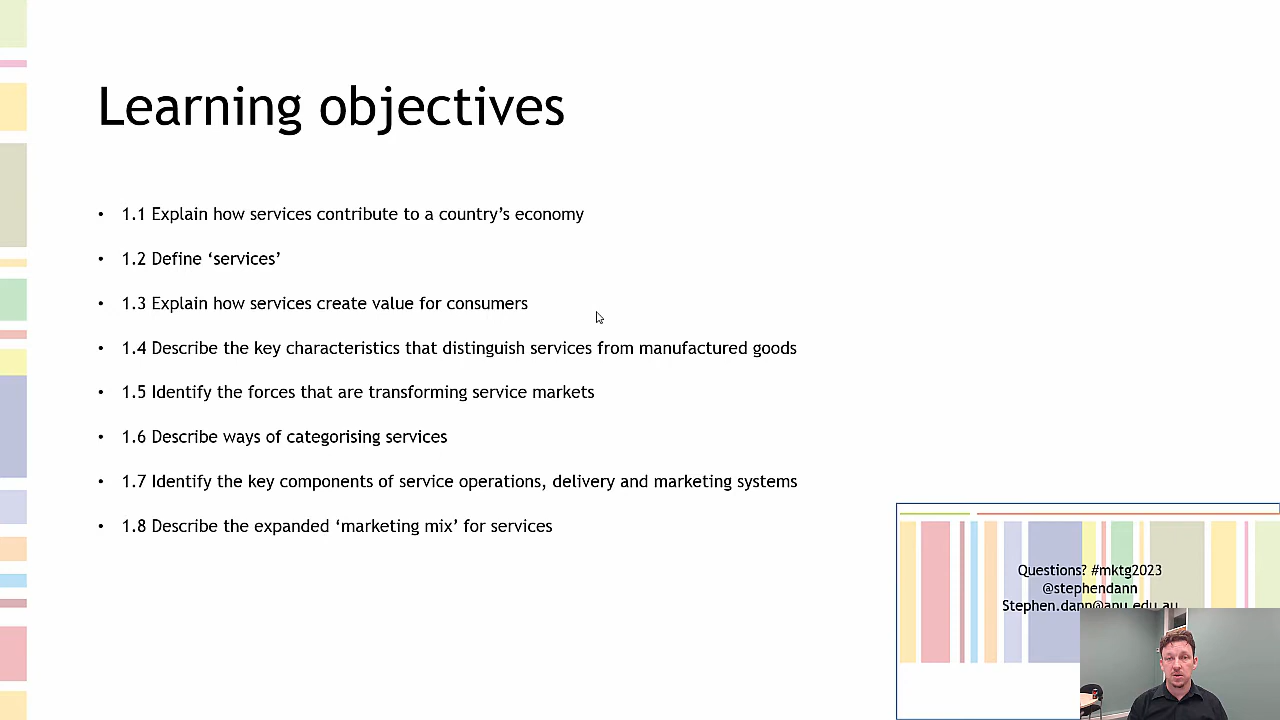 Learning objectives
• 1.1 Explain how services contribute to a country’s economy
• 1.2 Define ‘services’
• 1.3 Explain how services create value for consumers
• 1.4 Describe the key characteristics that distinguish services from manufactured goods
• 1.5 Identify the forces that are transforming service markets
• 1.6 Describe ways of categorising services
• 1.7 Identify the key components of service operations, delivery and marketing systems
• 1.8 Describe the expanded ‘marketing mix’ for services
Questions? #mktg2023
@stephendann
Stephen.dann@anu.edu.au